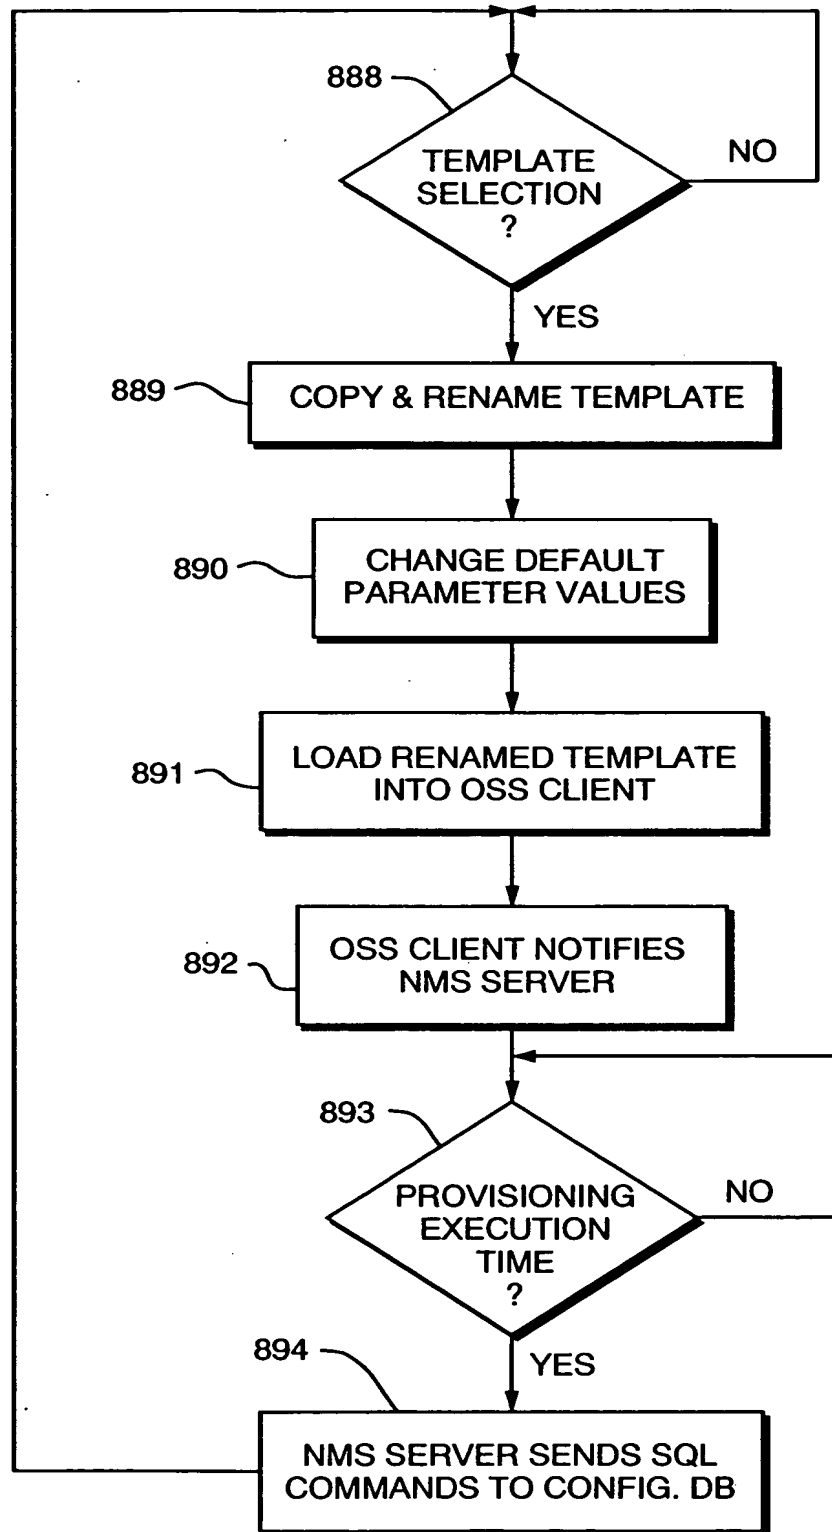 888
TEMPLATE
SELECTION
?
NO
YES
889
COPY & RENAME TEMPLATE
890
CHANGE DEFAULT
PARAMETER VALUES
891
LOAD RENAMED TEMPLATE
INTO OSS CLIENT
892
OSS CLIENT NOTIFIES
NMS SERVER
893
PROVISIONING
EXECUTION
TIME
?
NO
YES
894
NMS SERVER SENDS SQL
COMMANDS TO CONFIG. DB